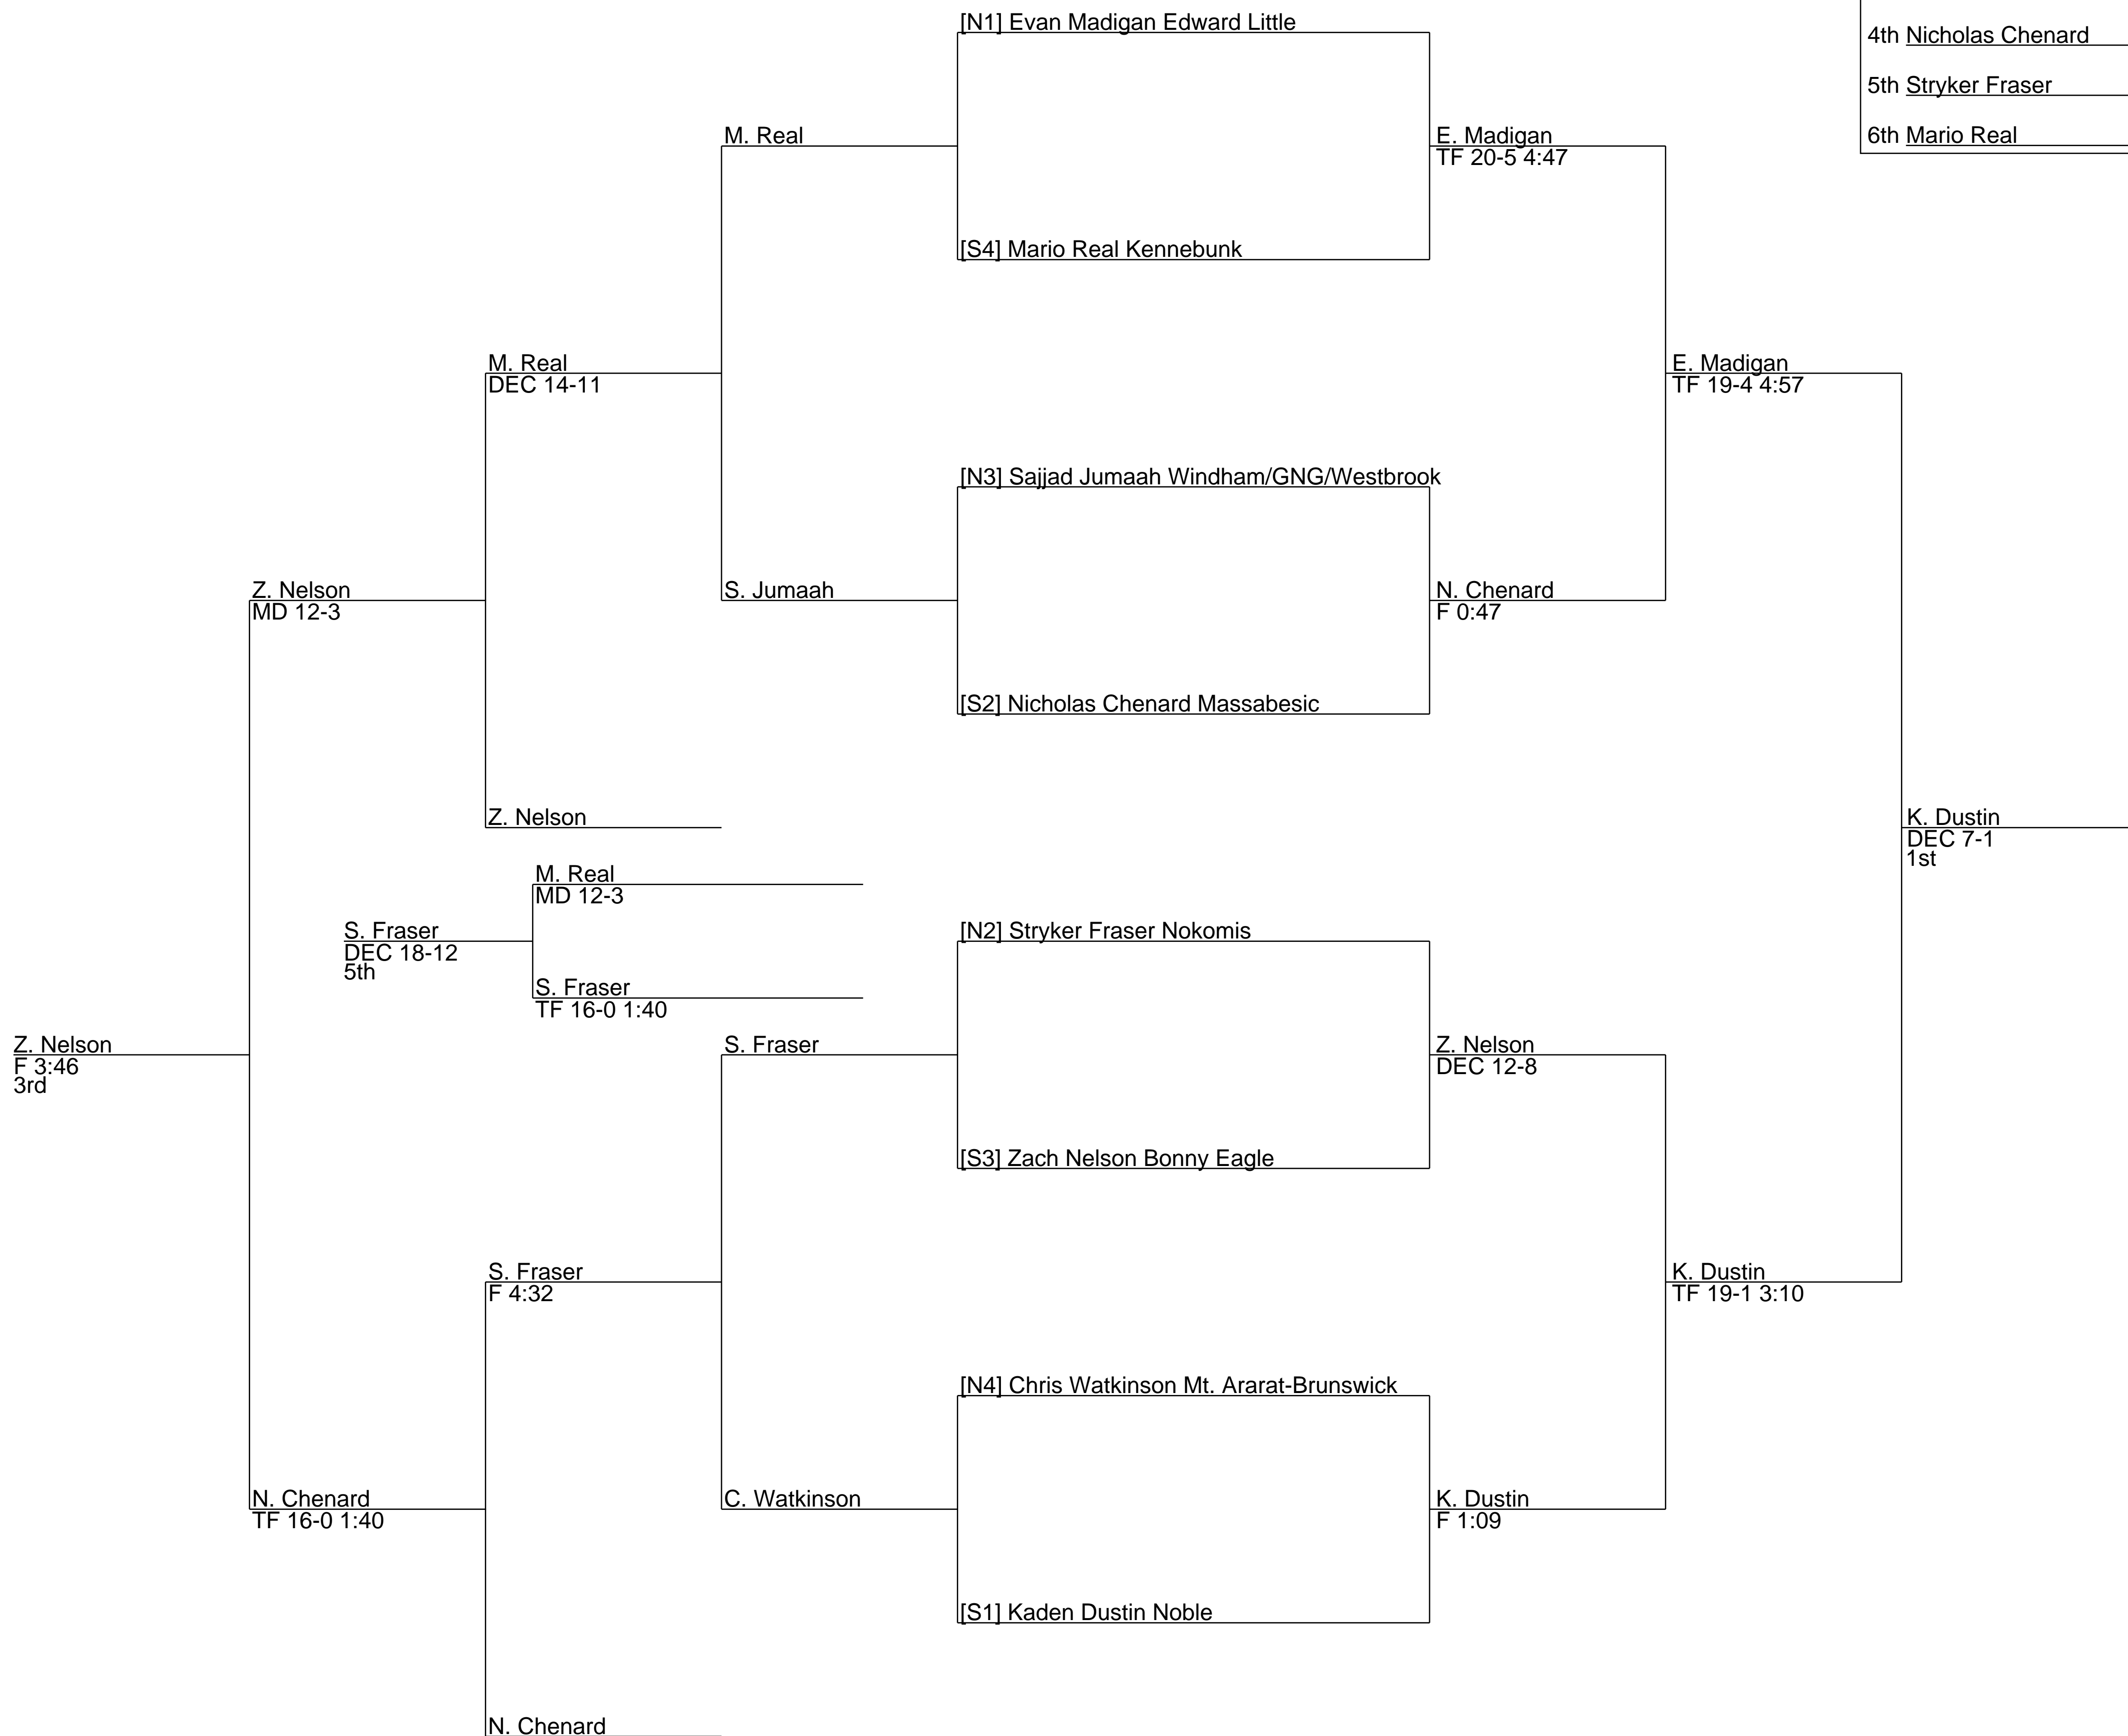 [N1] Evan Madigan Edward Little
4th Nicholas Chenard
5th Stryker Fraser
6th Mario Real
M. Real
E. Madigan
TF 20-5 4:47
[S4] Mario Real Kennebunk
M. Real
DEC 14-11
E. Madigan
TF 19-4 4:57
[N3] Sajjad Jumaah Windham/GNG/Westbrook
Z. Nelson
MD 12-3
S. Jumaah
N. Chenard
F 0:47
[S2] Nicholas Chenard Massabesic
Z. Nelson
K. Dustin
DEC 7-1
1st
M. Real
MD 12-3
S. Fraser
DEC 18-12
5th
[N2] Stryker Fraser Nokomis
S. Fraser
TF 16-0 1:40
Z. Nelson
F 3:46
3rd
S. Fraser
Z. Nelson
DEC 12-8
[S3] Zach Nelson Bonny Eagle
S. Fraser
F 4:32
K. Dustin
TF 19-1 3:10
[N4] Chris Watkinson Mt. Ararat-Brunswick
N. Chenard
TF 16-0 1:40
C. Watkinson
K. Dustin
F 1:09
[S1] Kaden Dustin Noble
N. Chenard